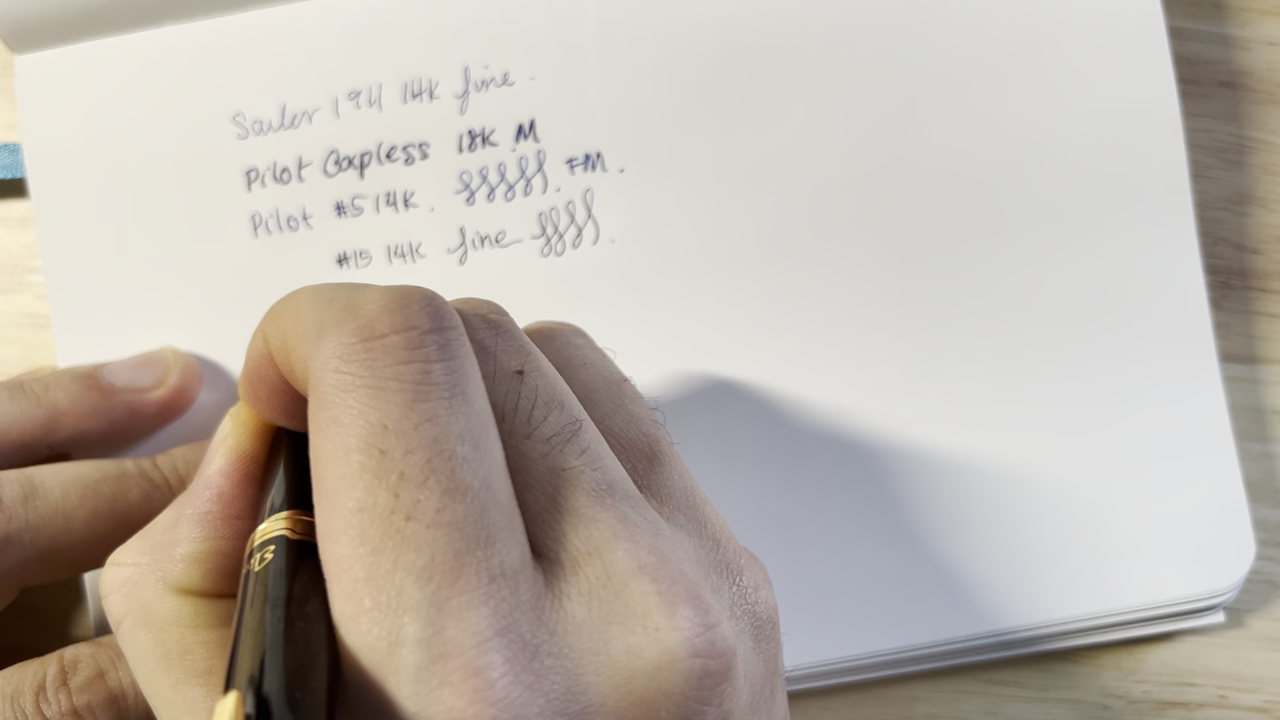 Sailor 1911 14K fine.
Pilot Capless 18K M
Pilot #5 14K. FM.
#15 14K fine